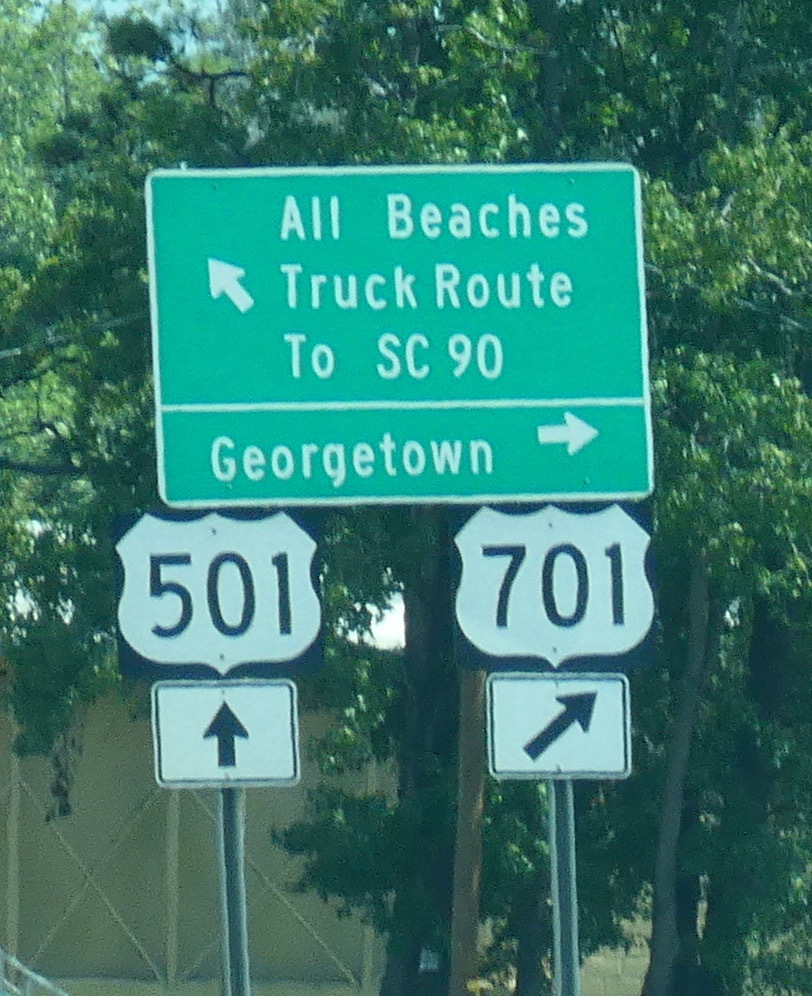 All Beaches
Truck Route
To SC 90
Georgetown
501
701